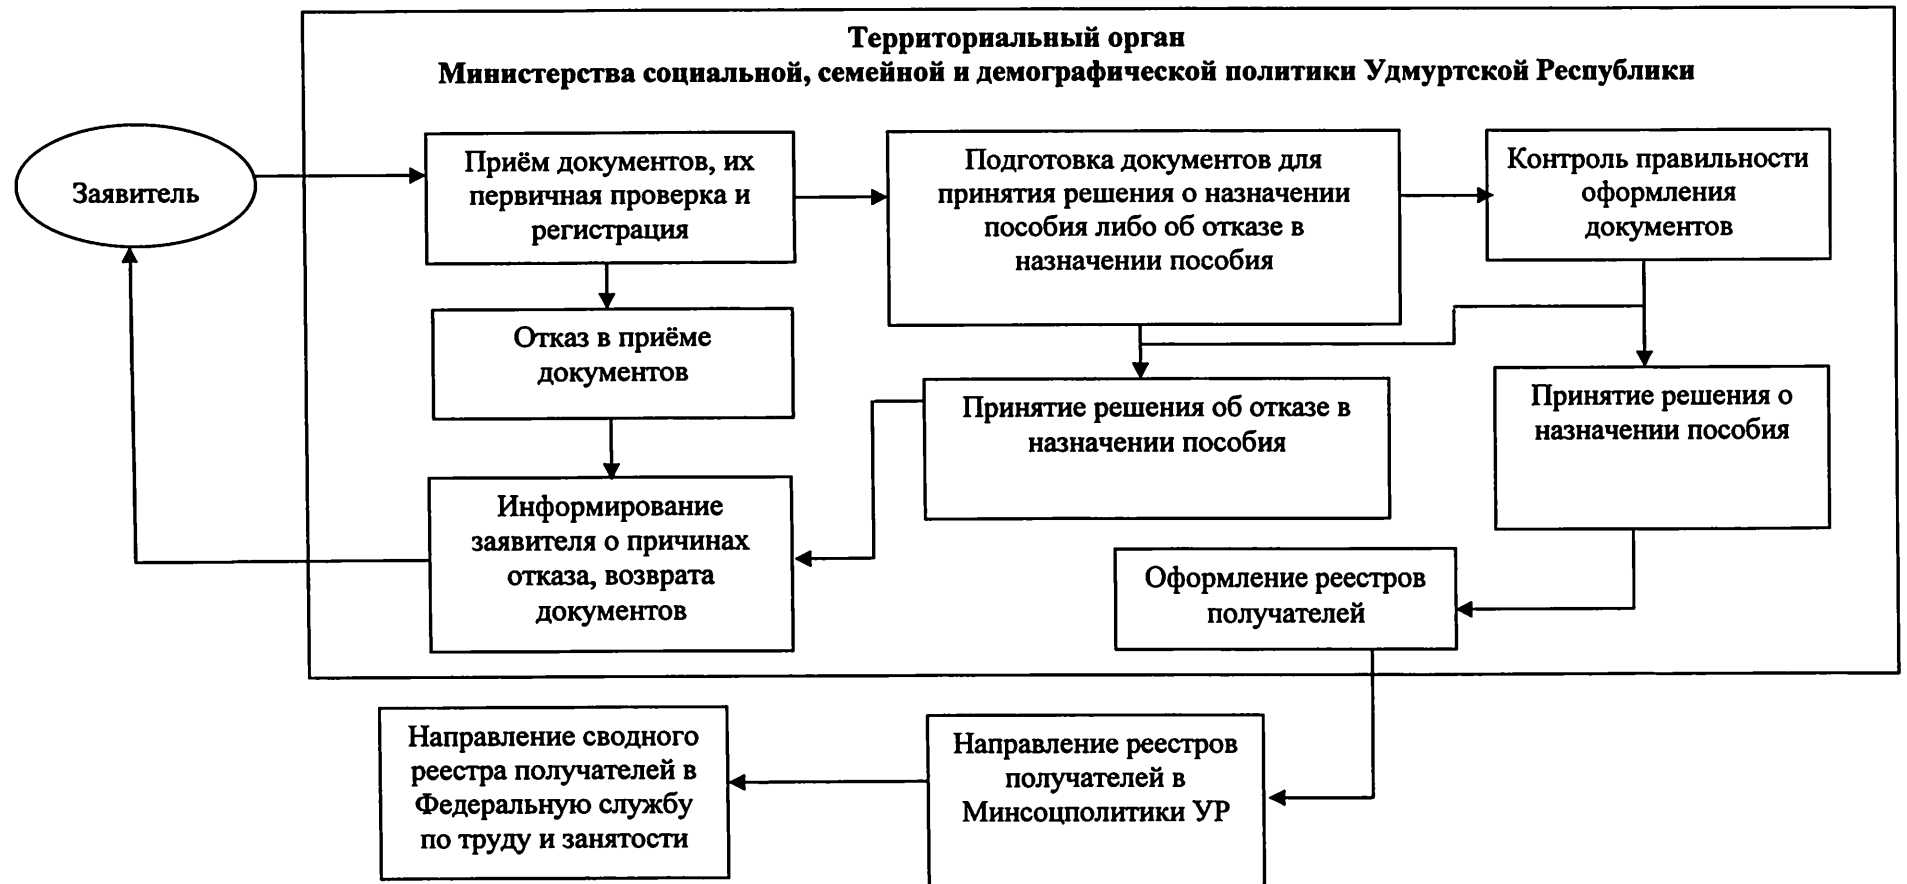 Территориальный орган
Министерства социальной, семейной и демографической политики Удмуртской Республики
Заявитель
Приём документов, их
первичная проверка и
регистрация
Подготовка документов для
принятия решения о назначении
пособия либо об отказе в
назначении пособия
Контроль правильности
оформления
документов
Отказ в приёме
документов
Принятие решения об отказе в
назначении пособия
Принятие решения о
назначении пособия
Информирование
заявителя о причинах
отказа, возврата
документов
Оформление реестров
получателей
Направление сводного
реестра получателей в
Федеральную службу
по труду и занятости
Направление реестров
получателей в
Минсоцполитики УР